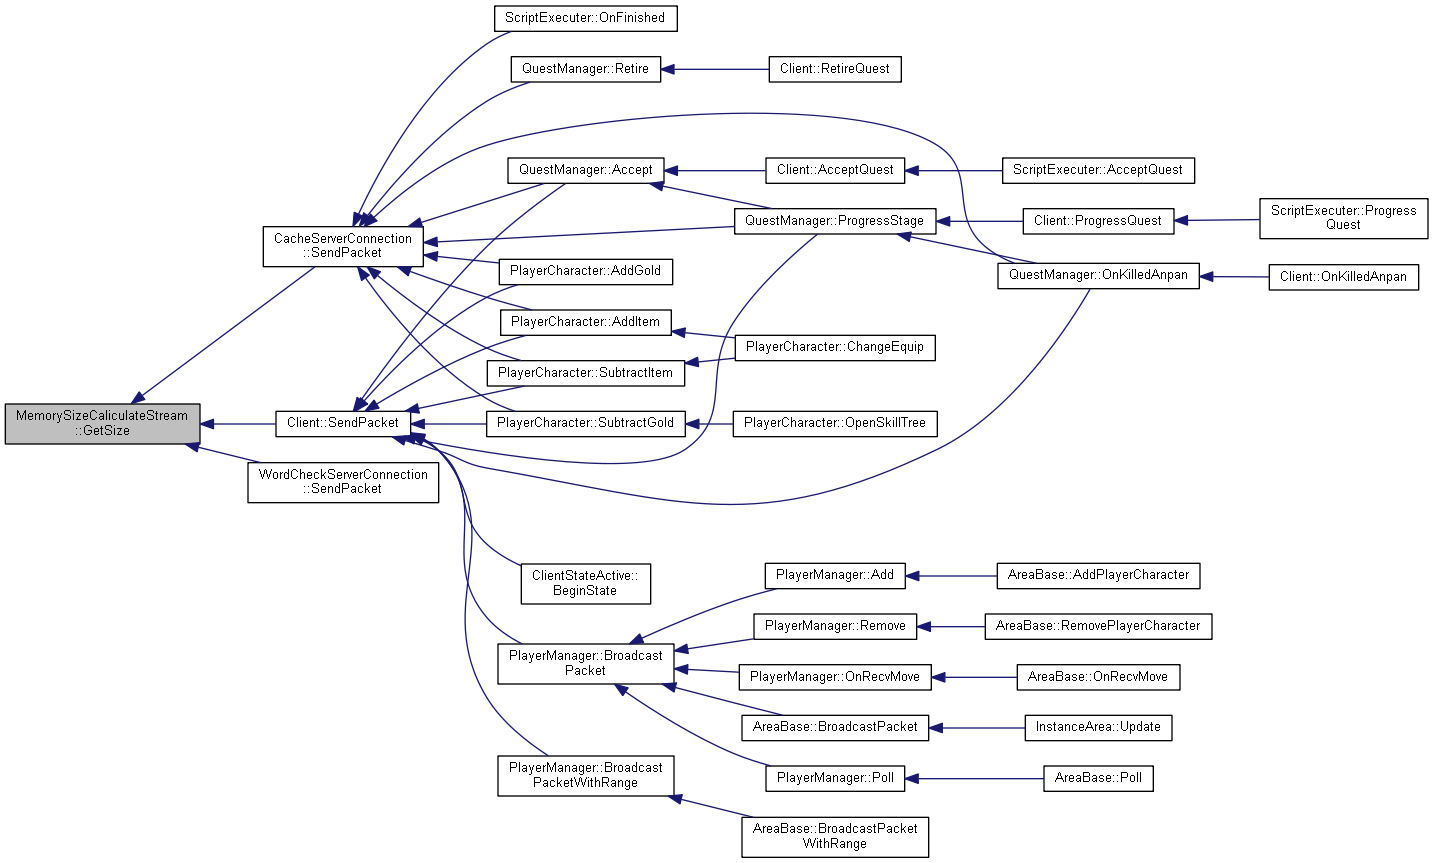 ScriptExecuter::OnFinished
QuestManager::Retire
Client::RetireQuest
QuestManager::Accept
Client::AcceptQuest
ScriptExecuter::AcceptQuest
QuestManager::ProgressStage
Client::ProgressQuest
ScriptExecuter::Progress
Quest
CacheServerConnection
::SendPacket
PlayerCharacter::AddGold
QuestManager::OnKilledAnpan
Client::OnKilledAnpan
PlayerCharacter::AddItem
PlayerCharacter::ChangeEquip
PlayerCharacter::SubtractItem
MemorySizeCaliculateStream
::GetSize
Client::SendPacket
PlayerCharacter::SubtractGold
PlayerCharacter::OpenSkillTree
WordCheckServerConnection
::SendPacket
ClientStateActive::
BeginState
PlayerManager::Add
AreaBase::AddPlayerCharacter
PlayerManager::Remove
AreaBase::RemovePlayerCharacter
PlayerManager::Broadcast
Packet
PlayerManager::OnRecvMove
AreaBase::OnRecvMove
AreaBase::BroadcastPacket
InstanceArea::Update
PlayerManager::Broadcast
PacketWithRange
PlayerManager::Poll
AreaBase::Poll
AreaBase::BroadcastPacket
WithRange